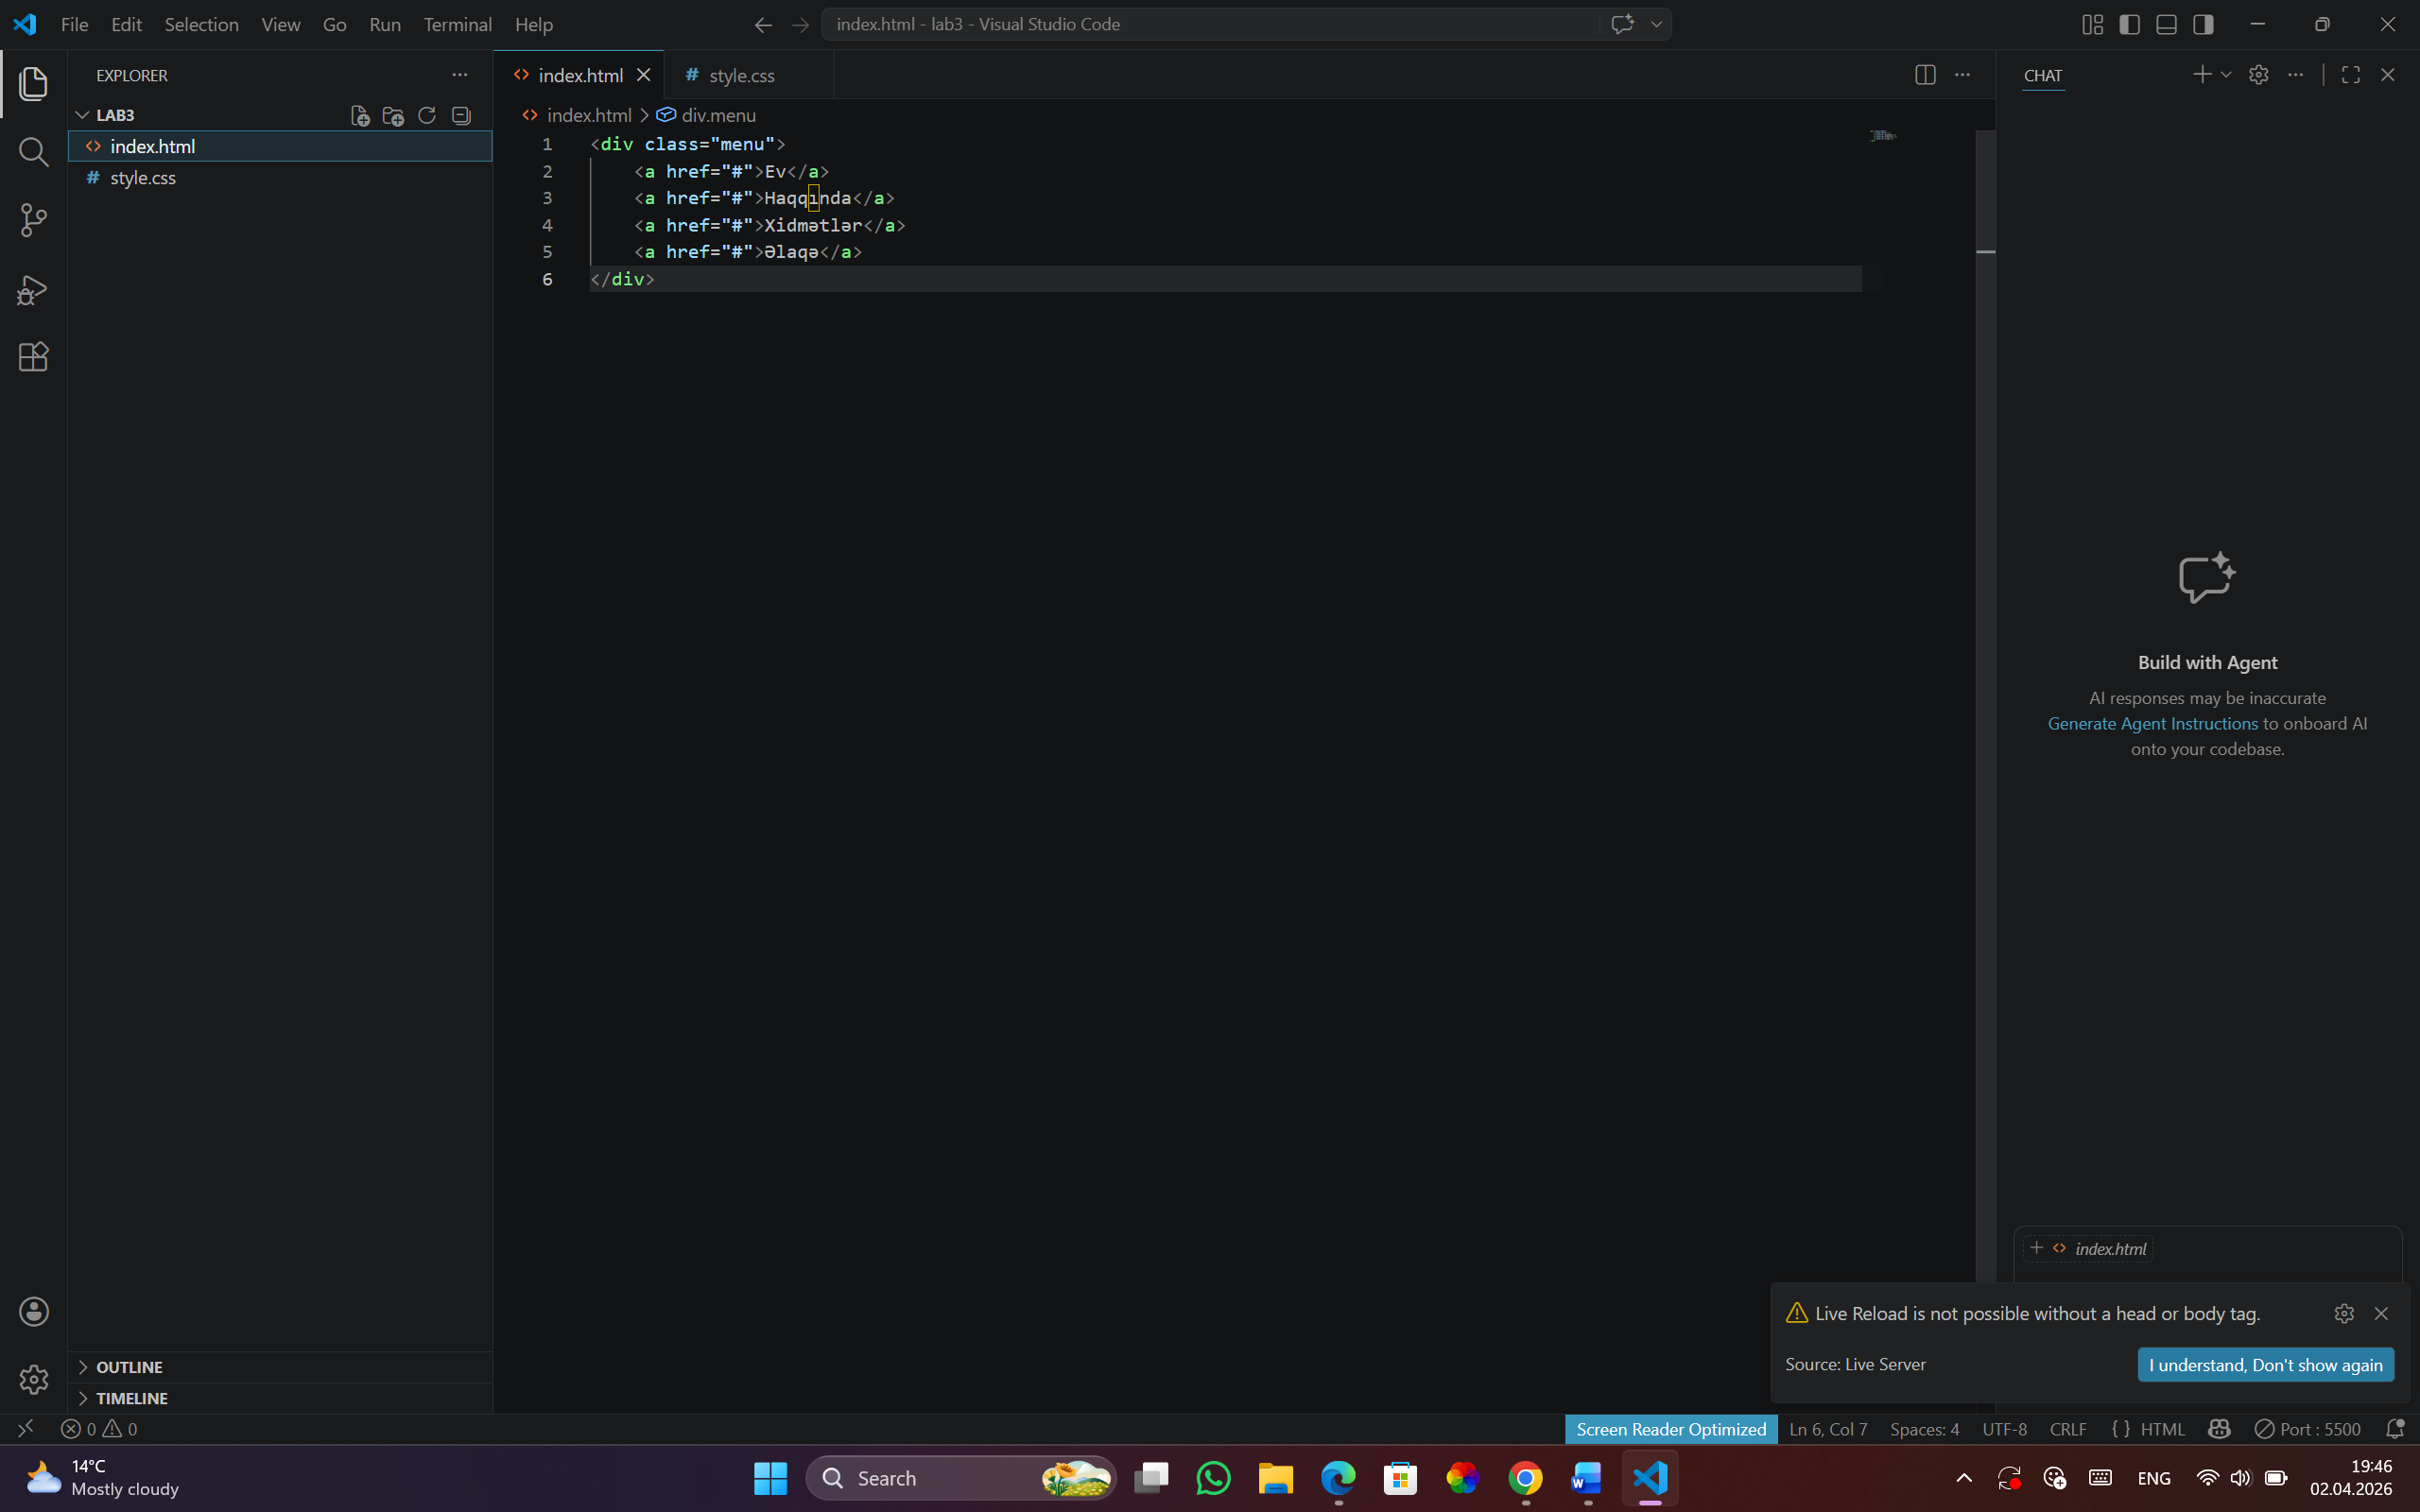 File Edit Selection View Go Run Terminal Help
index.html - lab3 - Visual Studio Code
EXPLORER
LAB3
index.html
style.css
index.html
style.css
index.html > div.menu
1 <div class="menu">
2 <a href="#">Ev</a>
3 <a href="#">Haqqında</a>
4 <a href="#">Xidmətlər</a>
5 <a href="#">Əlaqə</a>
6 </div>
CHAT
Build with Agent
AI responses may be inaccurate
Generate Agent Instructions to onboard AI
onto your codebase.
index.html
Live Reload is not possible without a head or body tag.
Source: Live Server
I understand, Don't show again
OUTLINE
TIMELINE
0 0
Screen Reader Optimized Ln 6, Col 7 Spaces: 4 UTF-8 CRLF { } HTML Port : 5500
14°C
Mostly cloudy
Search
ENG
19:46
02.04.2026